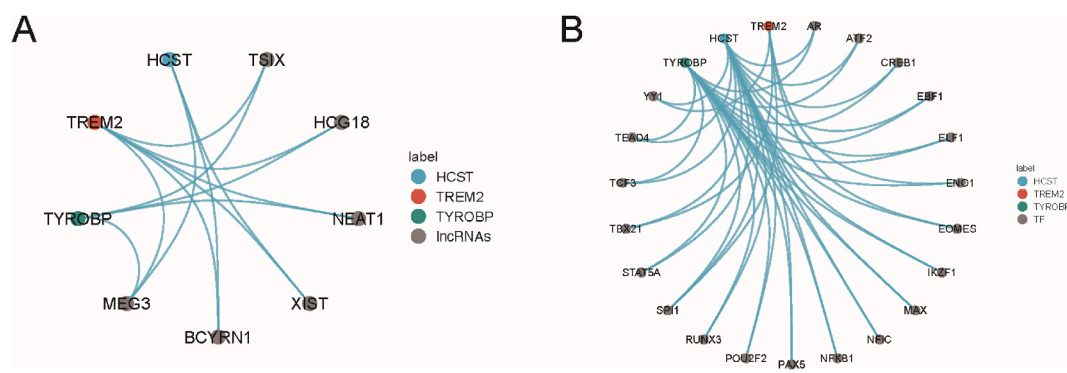 A
HCST
TSIX
TREM2
HCG18
TYROBP
NEAT1
MEG3
XIST
BCYRN1
label
HCST
TREM2
TYROBP
lncRNAs
B
TREM2
AR
HCST
ATF2
TYROBP
CREB1
YY1
EBF1
TEAD4
ELF1
TCF3
ENO1
TBX21
EOMES
STAT5A
IKZF1
SPI1
MAX
RUNX3
NFIC
POU2F2
NRKB1
PAX5
label
HCST
TREM2
TYROBP
TF